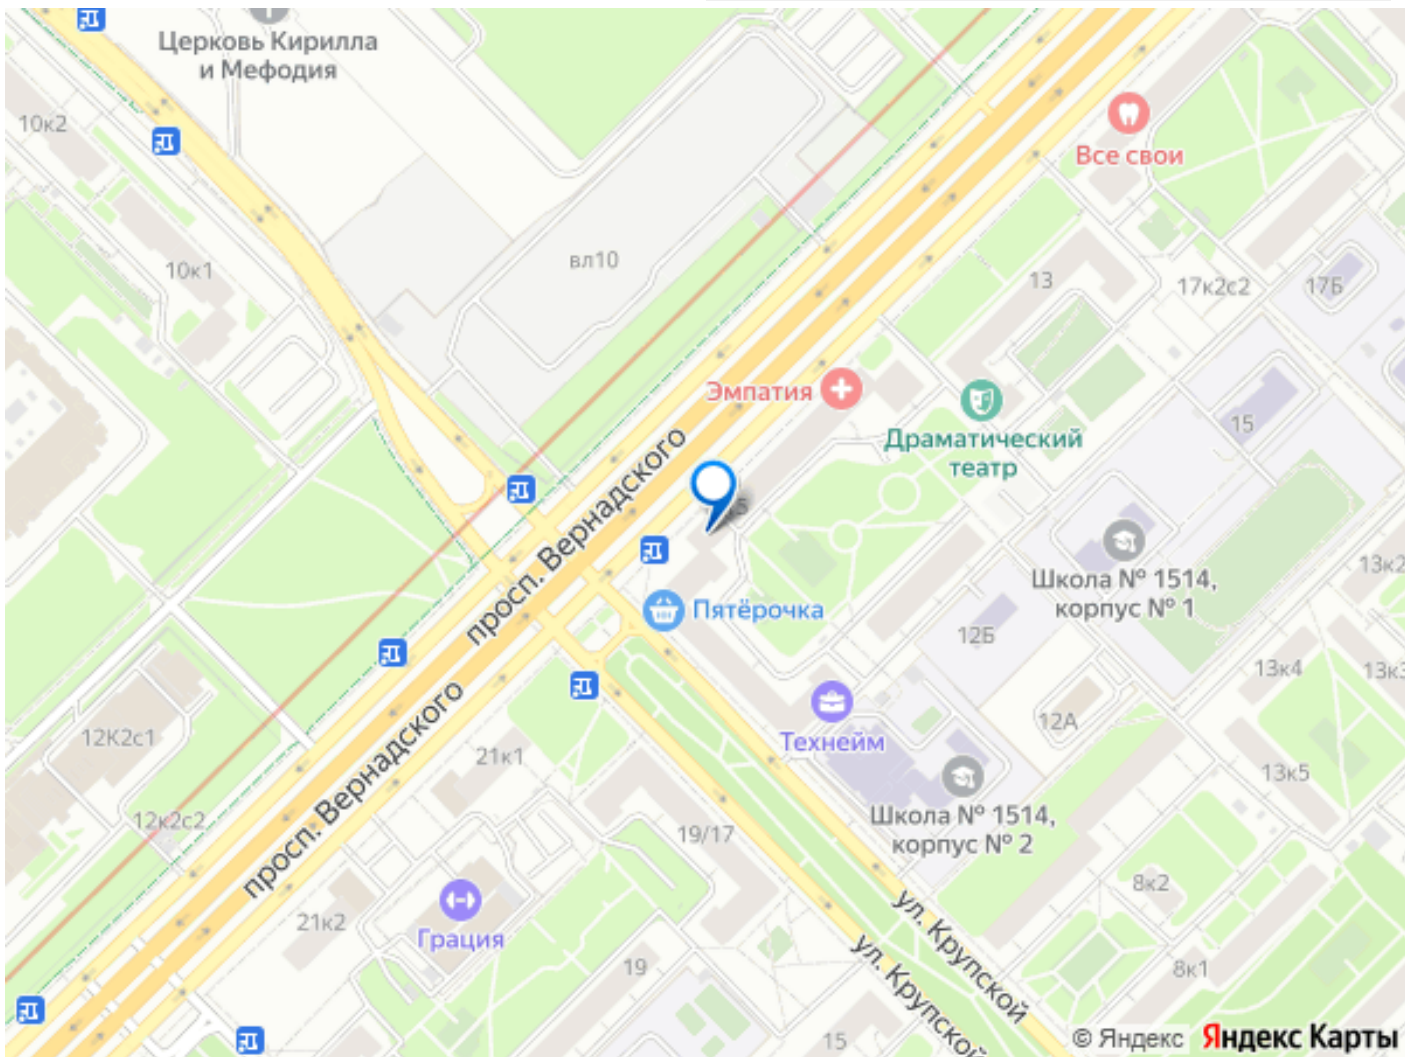 Церковь Кирилла
и Мефодия
10к2
Все свои
10к1
вл10
13
17к2с2
17Б
Эмпатия
Драматический
театр
15
просп. Вернадского
Школа № 1514,
корпус № 1
13к2
Пятёрочка
12Б
13к4
13к3
12А
Технейм
12К2с1
21к1
просп. Вернадского
13к5
12к2с2
19/17
Школа № 1514,
корпус № 2
8к2
21к2
Грация
ул. Крупской
19
8к1
ул. Крупской
15
© Яндекс Яндекс Карты